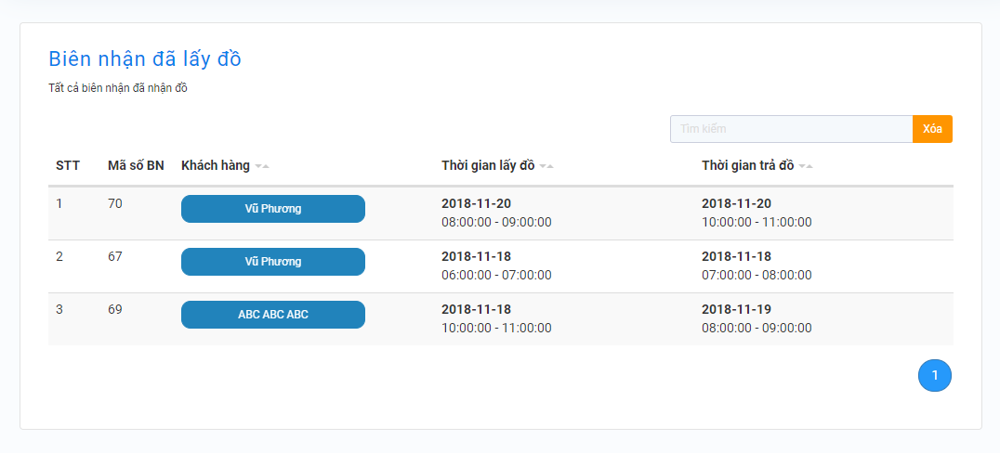 Biên nhận đã lấy đồ
Tất cả biên nhận đã nhận đồ
Tìm kiếm Xóa
STT Mã số BN Khách hàng Thời gian lấy đồ Thời gian trả đồ
1 70 Vũ Phương 2018-11-20 2018-11-20
08:00:00 - 09:00:00 10:00:00 - 11:00:00
2 67 Vũ Phương 2018-11-18 2018-11-18
06:00:00 - 07:00:00 07:00:00 - 08:00:00
3 69 ABC ABC ABC 2018-11-18 2018-11-19
10:00:00 - 11:00:00 08:00:00 - 09:00:00
1